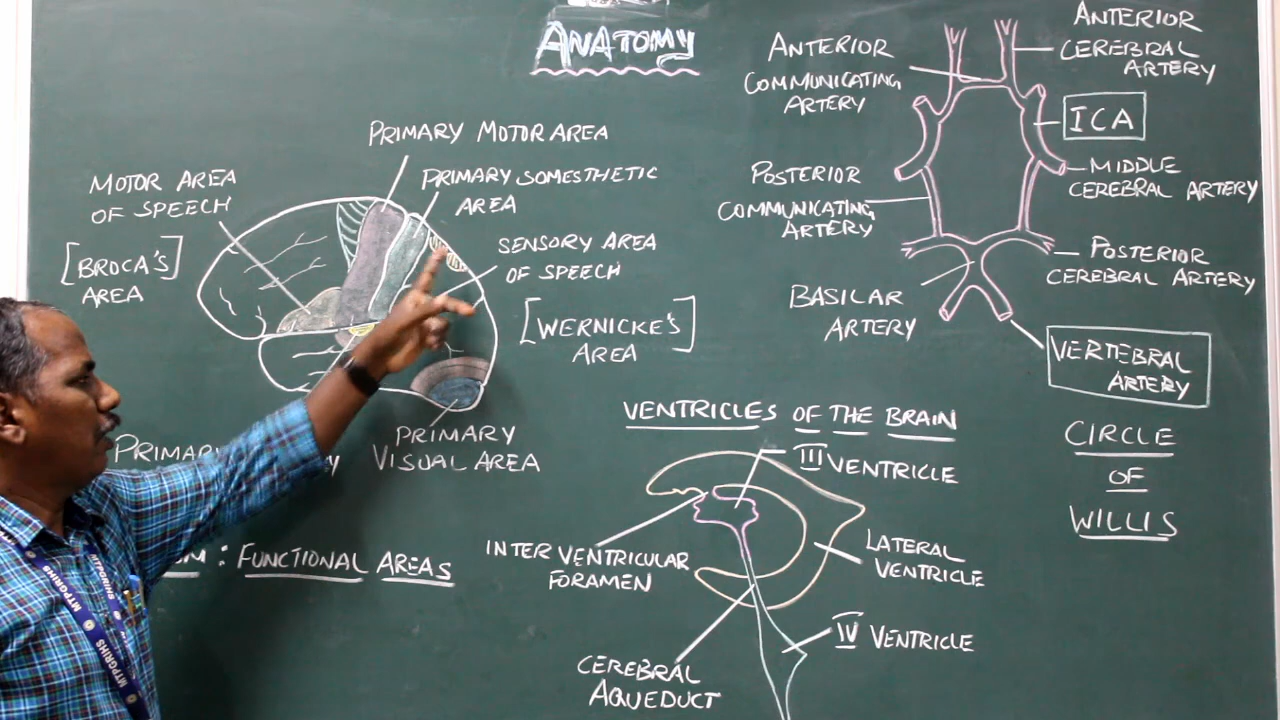 ANATOMY
PRIMARY MOTOR AREA
MOTOR AREA
OF SPEECH
[BROCA'S]
AREA
PRIMARY SOMESTHETIC
AREA
SENSORY AREA
OF SPEECH
[WERNICKE'S]
AREA
PRIMARY
VISUAL AREA
: FUNCTIONAL AREAS
ANTERIOR
COMMUNICATING
ARTERY
ANTERIOR
CEREBRAL
ARTERY
ICA
MIDDLE
CEREBRAL ARTERY
POSTERIOR
COMMUNICATING
ARTERY
POSTERIOR
CEREBRAL ARTERY
BASILAR
ARTERY
VERTEBRAL
ARTERY
CIRCLE
OF
WILLIS
VENTRICLES OF THE BRAIN
III VENTRICLE
INTER VENTRICULAR
FORAMEN
LATERAL
VENTRICLE
IV VENTRICLE
CEREBRAL
AQUEDUCT
MTPGRIHS